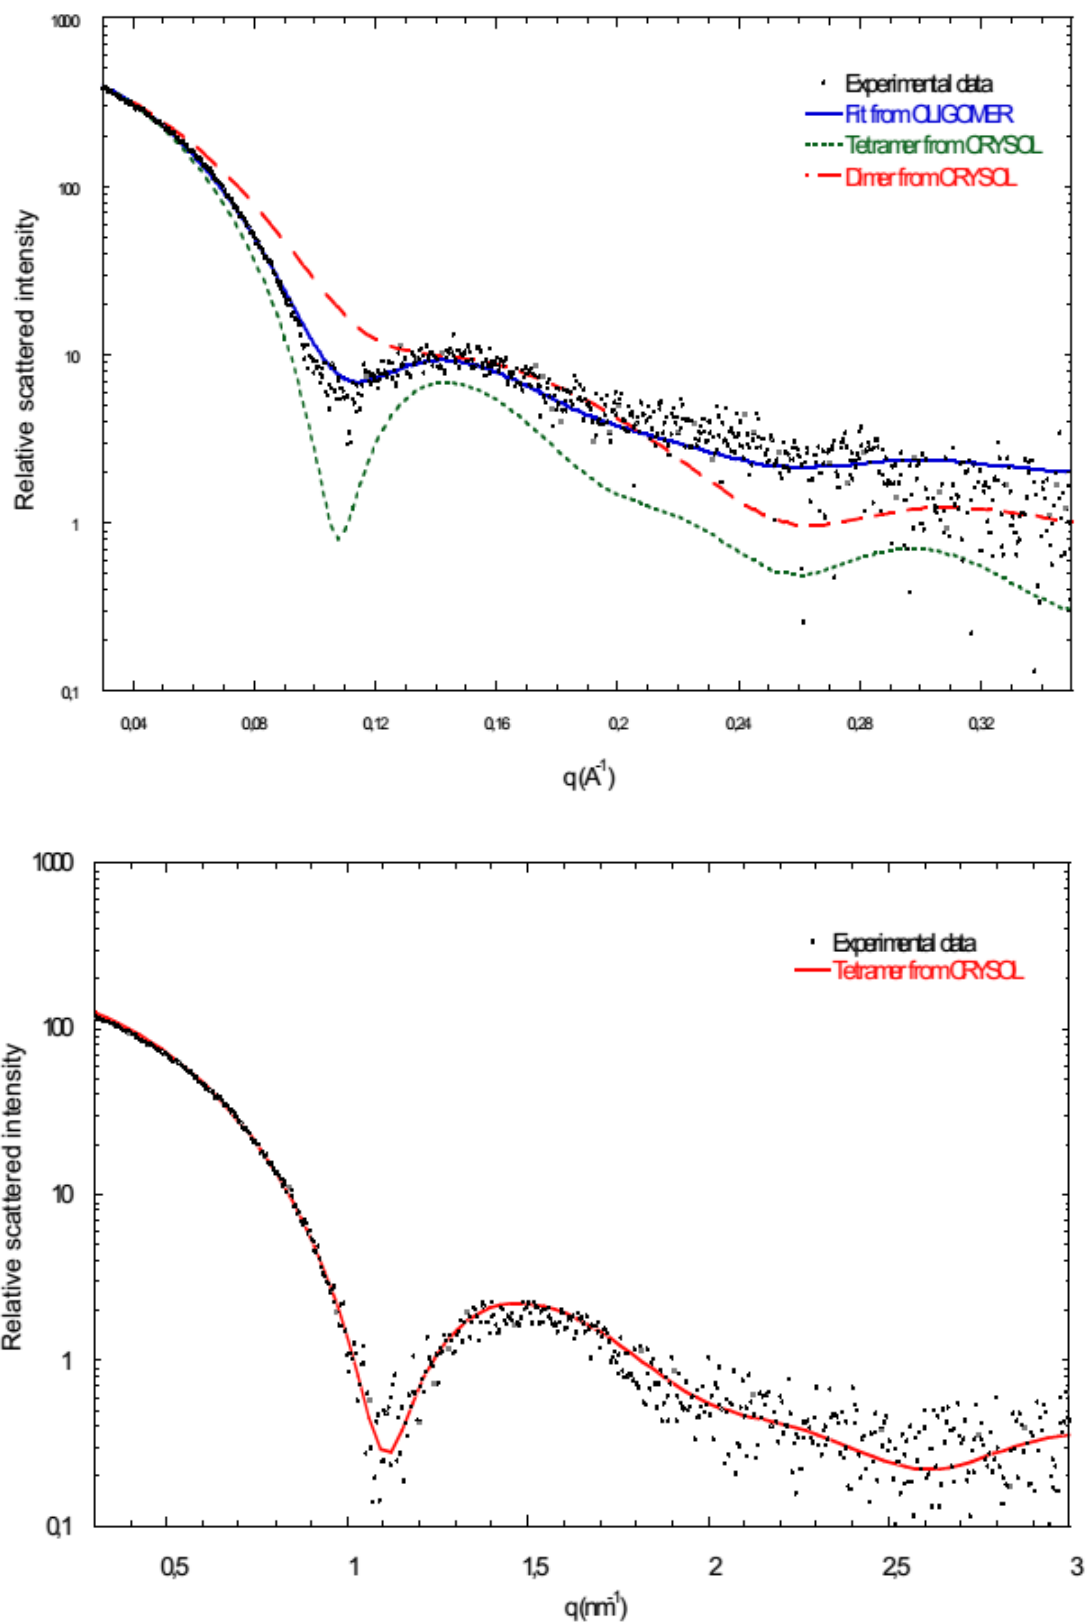 1000
100
10
1
0,1
Relative scattered intensity
Experimental data
Fit from OLIGOMER
Tetramer from CRYSOL
Dimer from CRYSOL
0,04 0,08 0,12 0,16 0,2 0,24 0,28 0,32
q(A⁻¹)
1000
100
10
1
0,1
Relative scattered intensity
Experimental data
Tetramer from CRYSOL
0,5 1 1,5 2 2,5 3
q(nm⁻¹)